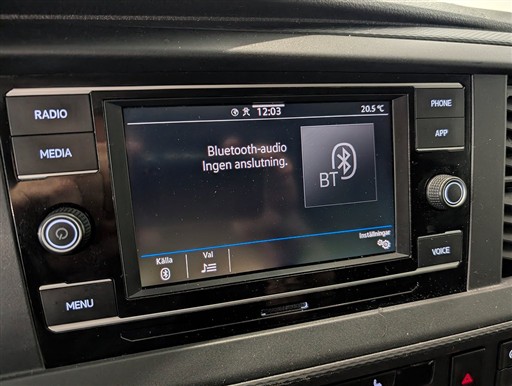 RADIO
MEDIA
MENU
12:03
20.5 °C
Bluetooth-audio
Ingen anslutning.
BT
Källa
Val
Inställningar
PHONE
APP
VOICE